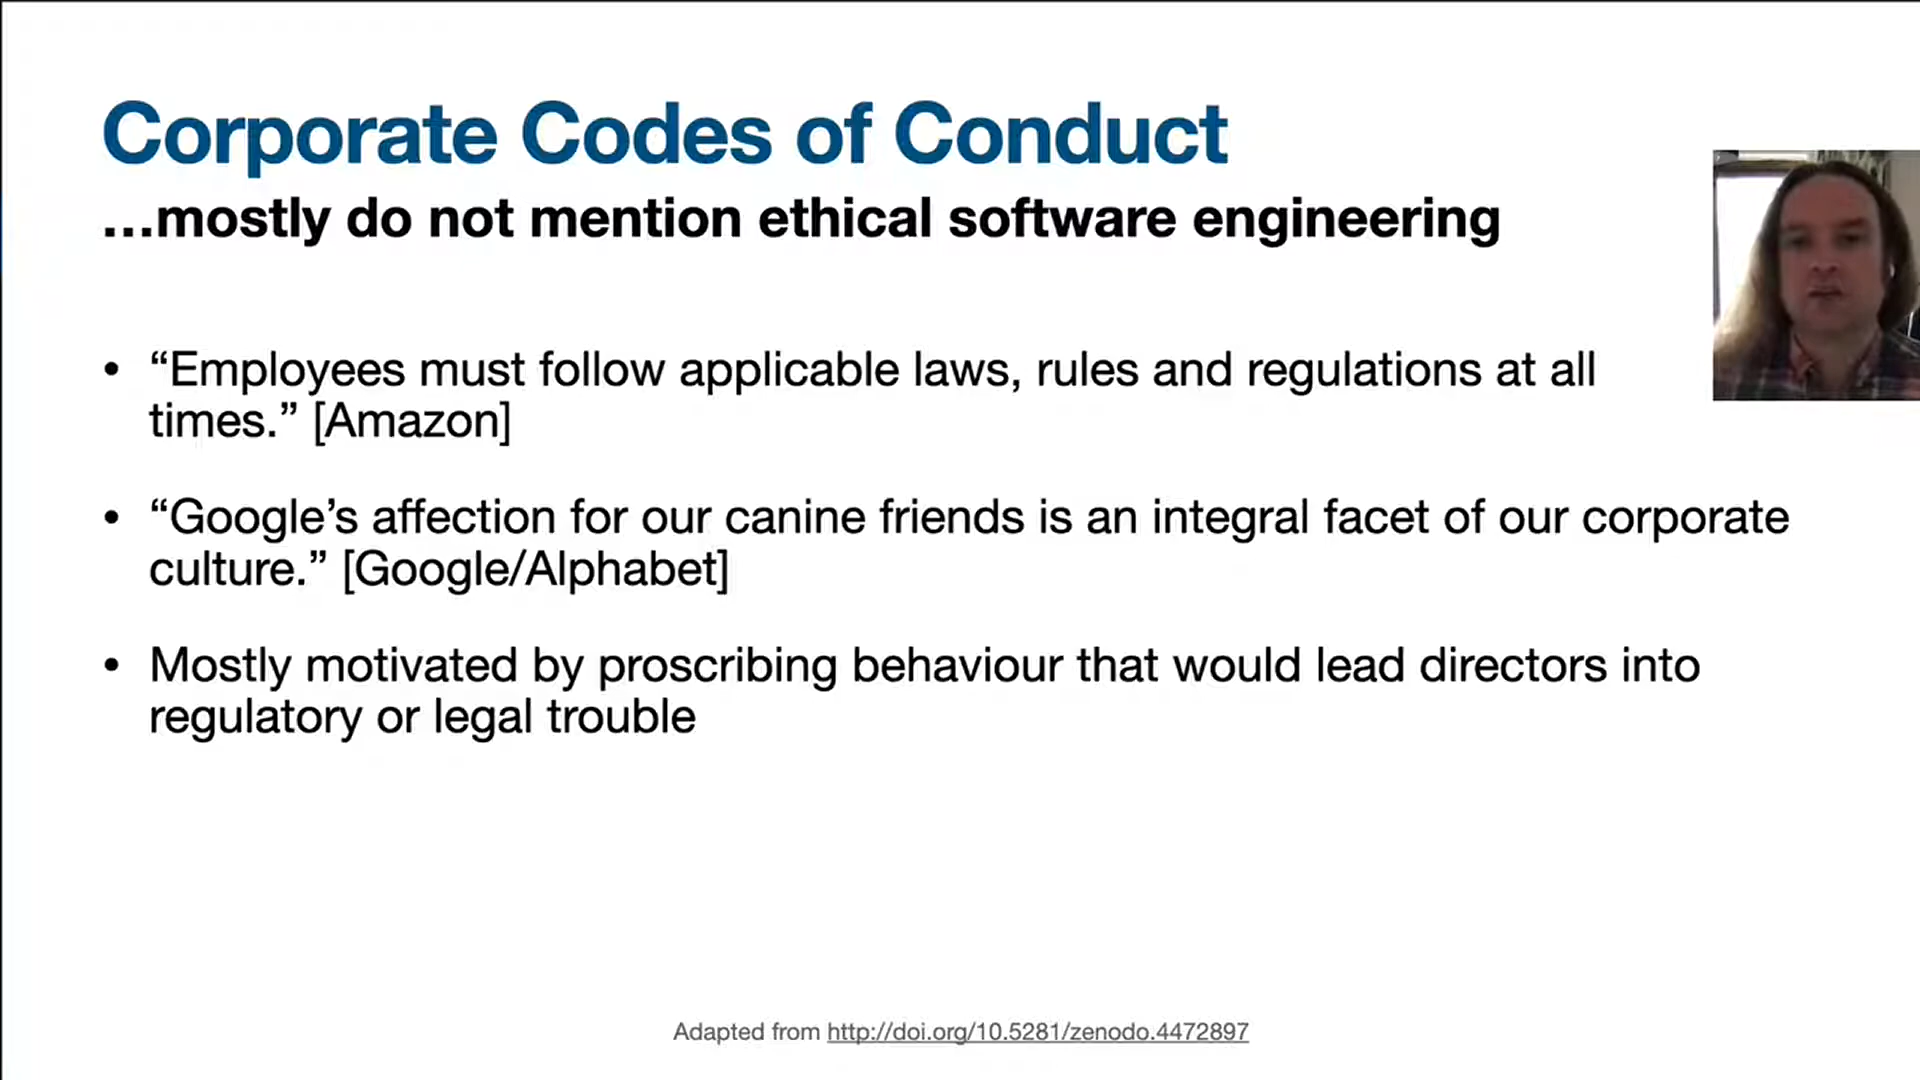 Corporate Codes of Conduct
…mostly do not mention ethical software engineering
• “Employees must follow applicable laws, rules and regulations at all
times.” [Amazon]
• “Google’s affection for our canine friends is an integral facet of our corporate
culture.” [Google/Alphabet]
• Mostly motivated by proscribing behaviour that would lead directors into
regulatory or legal trouble
Adapted from http://doi.org/10.5281/zenodo.4472897